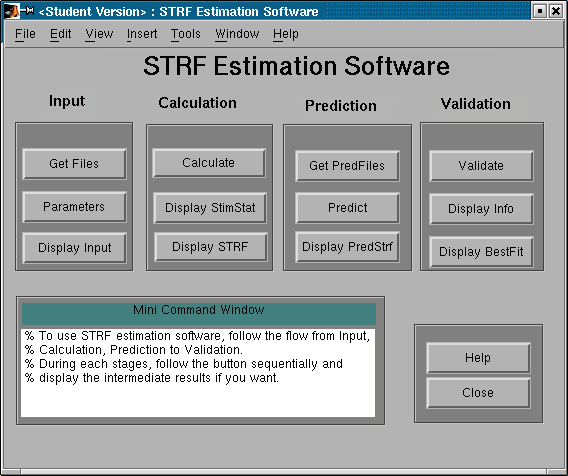 <Student Version> : STRF Estimation Software
File Edit View Insert Tools Window Help
STRF Estimation Software
Input Calculation Prediction Validation
Get Files Calculate Get PredFiles Validate
Parameters Display StimStat Predict Display Info
Display Input Display STRF Display PredStrf Display BestFit
Mini Command Window
% To use STRF estimation software, follow the flow from Input,
% Calculation, Prediction to Validation.
% During each stages, follow the button sequentially and
% display the intermediate results if you want.
Help
Close